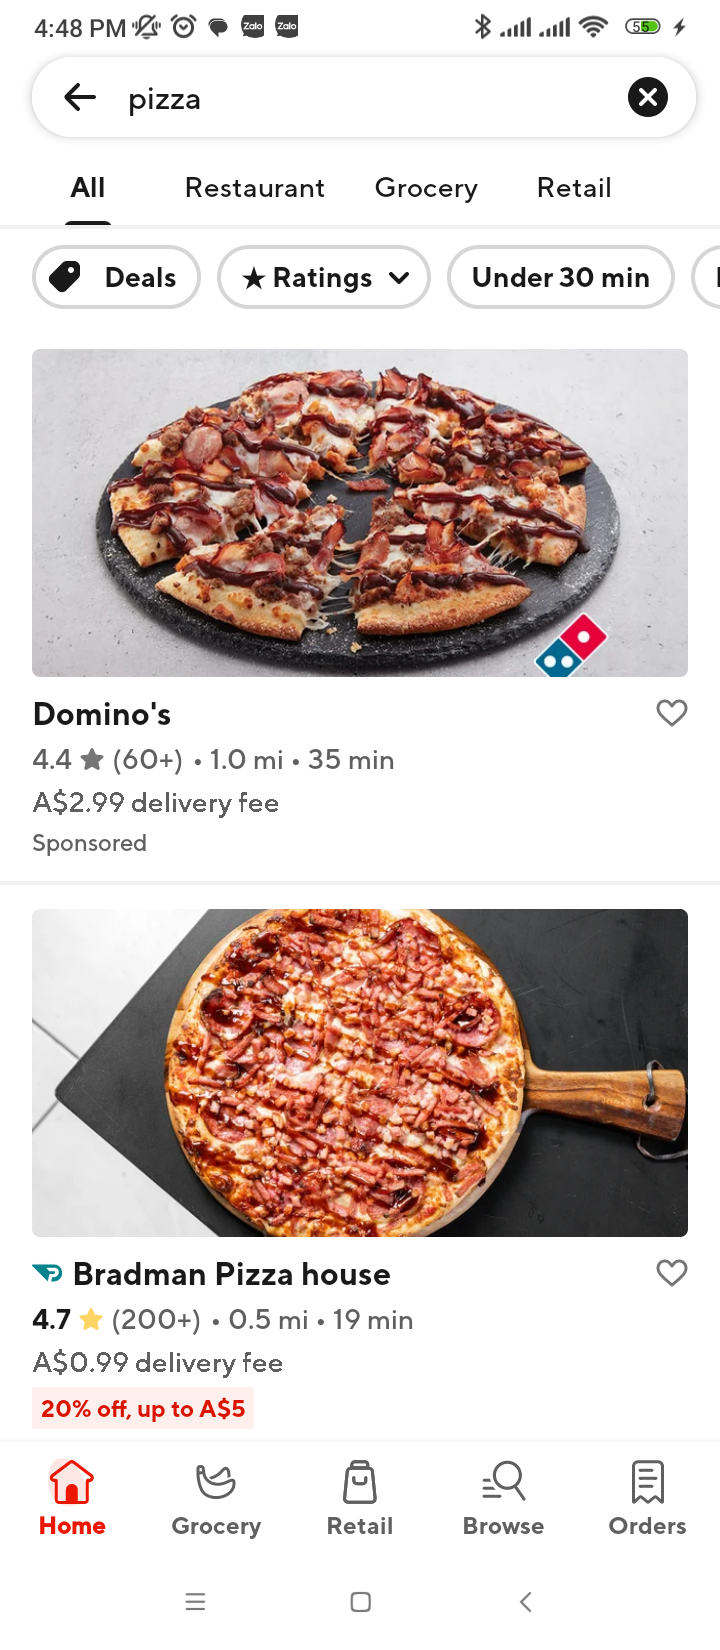 4:48 PM
Zalo
Zalo
55
pizza
All
Restaurant
Grocery
Retail
Deals
★ Ratings
Under 30 min
Domino's
4.4 ★ (60+) • 1.0 mi • 35 min
A$2.99 delivery fee
Sponsored
Bradman Pizza house
4.7 ★ (200+) • 0.5 mi • 19 min
A$0.99 delivery fee
20% off, up to A$5
Home
Grocery
Retail
Browse
Orders